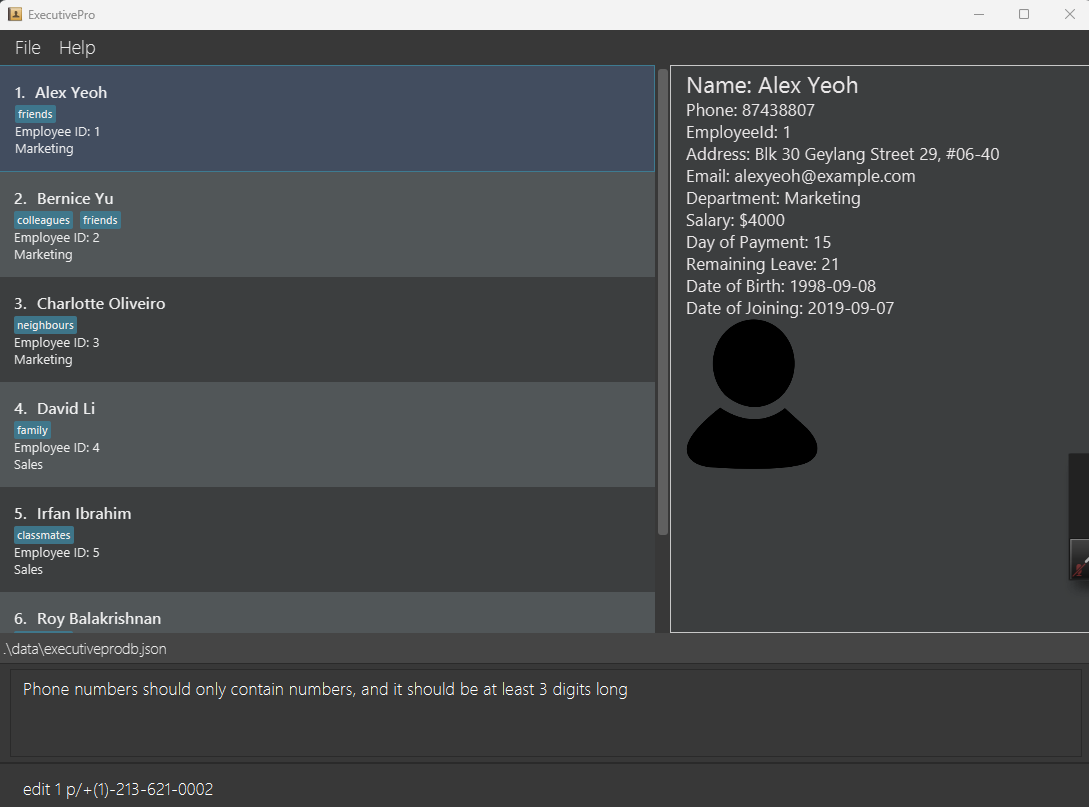 ExecutivePro
File Help
1. Alex Yeoh
friends
Employee ID: 1
Marketing
2. Bernice Yu
colleagues friends
Employee ID: 2
Marketing
3. Charlotte Oliveiro
neighbours
Employee ID: 3
Marketing
4. David Li
family
Employee ID: 4
Sales
5. Irfan Ibrahim
classmates
Employee ID: 5
Sales
6. Roy Balakrishnan
Name: Alex Yeoh
Phone: 87438807
EmployeeId: 1
Address: Blk 30 Geylang Street 29, #06-40
Email: alexyeoh@example.com
Department: Marketing
Salary: $4000
Day of Payment: 15
Remaining Leave: 21
Date of Birth: 1998-09-08
Date of Joining: 2019-09-07
.\data\executiveprodb.json
Phone numbers should only contain numbers, and it should be at least 3 digits long
edit 1 p/+(1)-213-621-0002